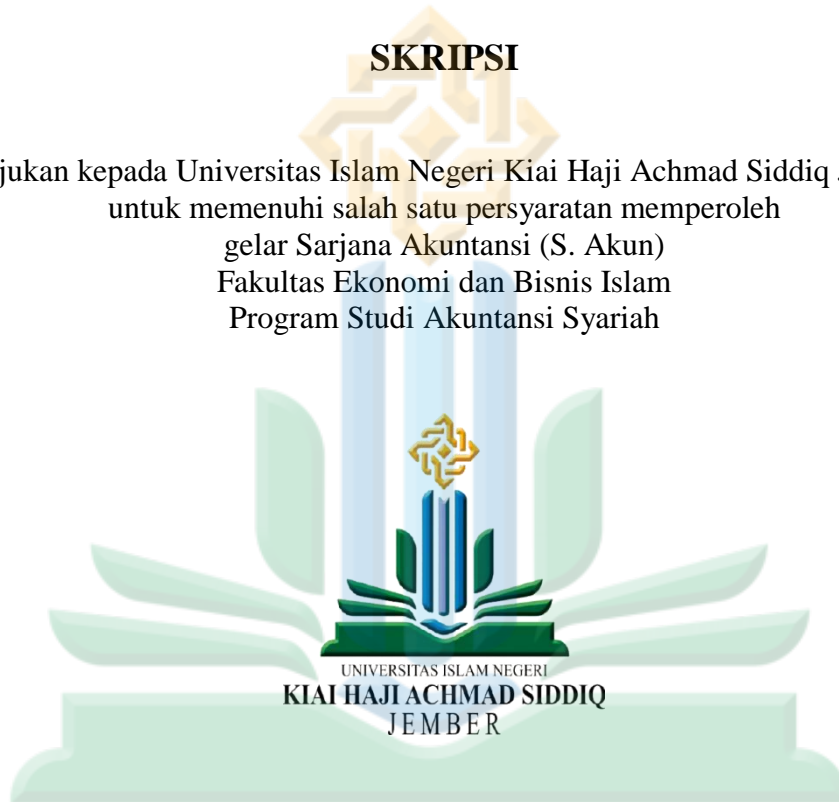 SKRIPSI
jukan kepada Universitas Islam Negeri Kiai Haji Achmad Siddiq
untuk memenuhi salah satu persyaratan memperoleh
gelar Sarjana Akuntansi (S. Akun)
Fakultas Ekonomi dan Bisnis Islam
Program Studi Akuntansi Syariah
UNIVERSITAS ISLAM NEGERI
KIAI HAJI ACHMAD SIDDIQ
JEMBER